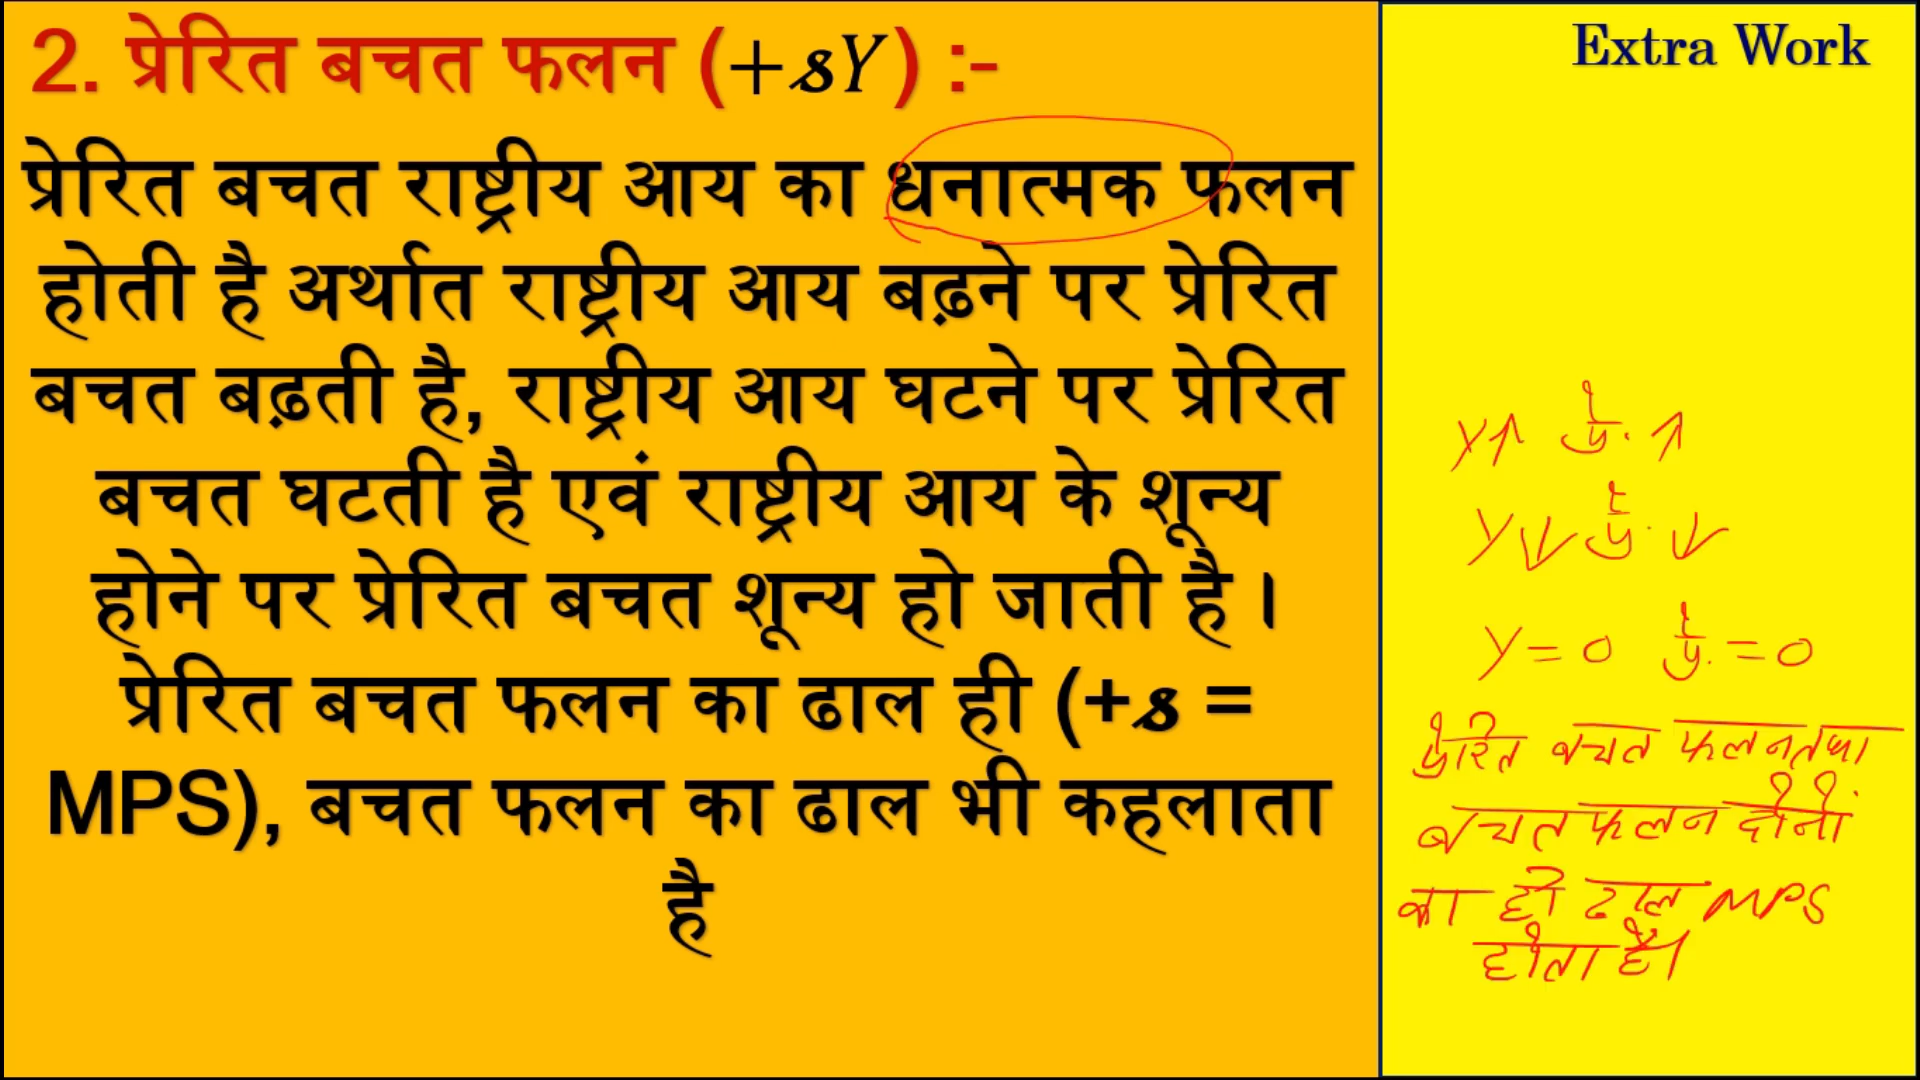 2. प्रेरित बचत फलन (+sY) :-
प्रेरित बचत राष्ट्रीय आय का धनात्मक फलन
होती है अर्थात राष्ट्रीय आय बढ़ने पर प्रेरित
बचत बढ़ती है, राष्ट्रीय आय घटने पर प्रेरित
बचत घटती है एवं राष्ट्रीय आय के शून्य
होने पर प्रेरित बचत शून्य हो जाती है।
प्रेरित बचत फलन का ढाल ही (+s =
MPS), बचत फलन का ढाल भी कहलाता
है
Extra Work
Y↑ प्रे. ↑
Y↓ प्रे. ↓
Y = 0 प्रे. = 0
प्रेरित बचत फलन तथा
बचत फलन दोनों
का ही ढाल MPS
होता है।